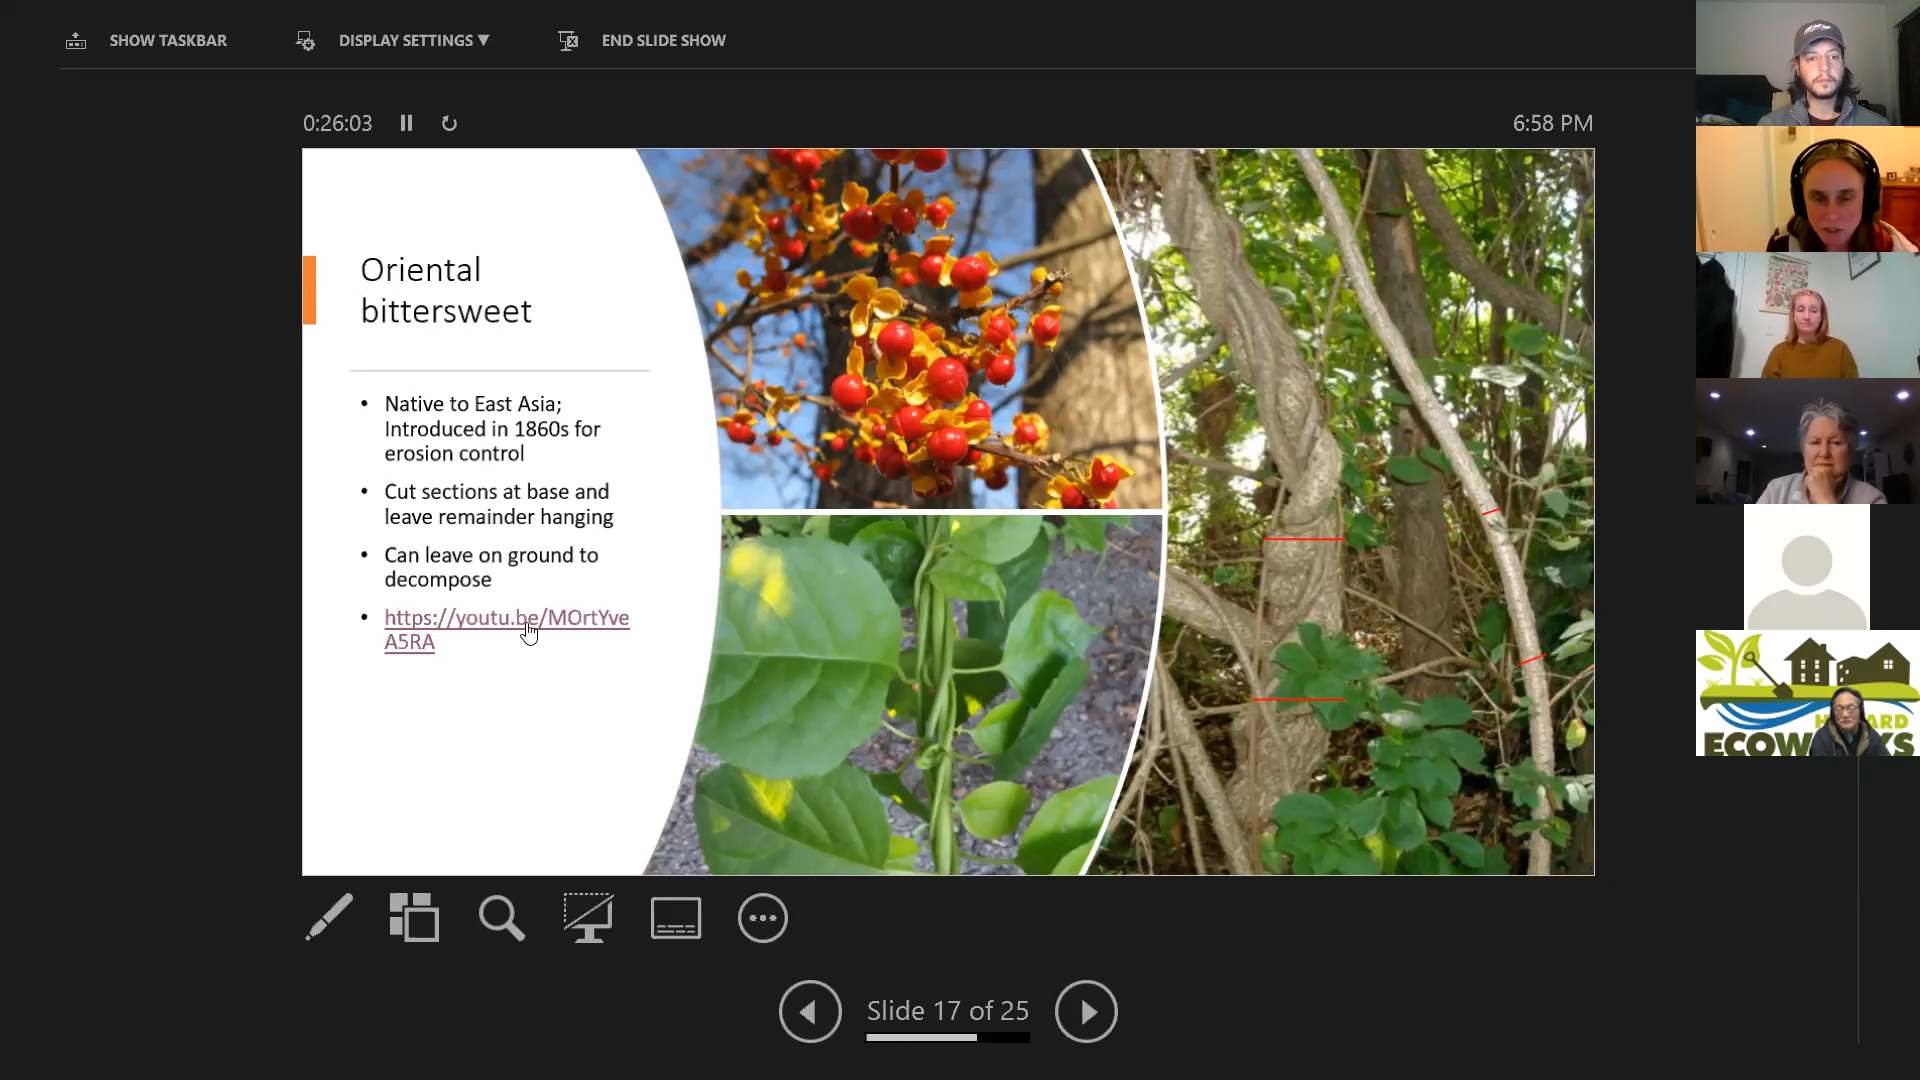 SHOW TASKBAR
DISPLAY SETTINGS ▼
END SLIDE SHOW
0:26:03
6:58 PM
Oriental
bittersweet
• Native to East Asia;
Introduced in 1860s for
erosion control
• Cut sections at base and
leave remainder hanging
• Can leave on ground to
decompose
• https://youtu.be/MOrtYve
A5RA
Slide 17 of 25